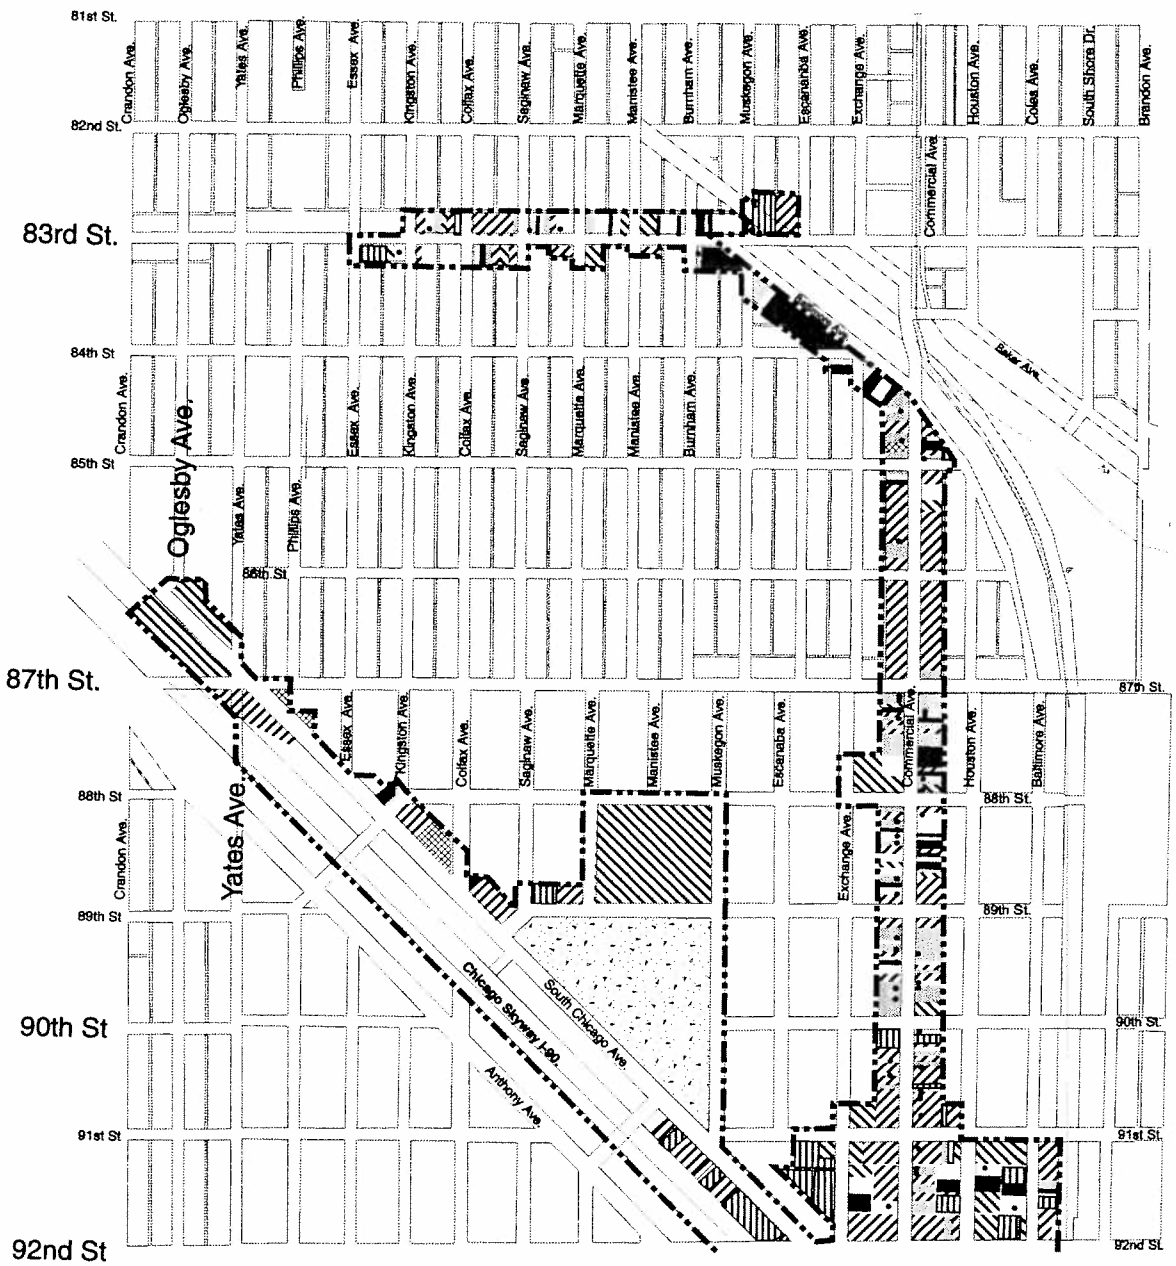 81st St.
Crandon Ave.
Oglesby Ave.
Yates Ave.
Phillips Ave.
Essex Ave.
Kingston Ave.
Colfax Ave.
Saginaw Ave.
Marquette Ave.
Manistee Ave.
Burnham Ave.
Muskegon Ave.
Escanaba Ave.
Exchange Ave.
Houston Ave.
Coles Ave.
South Shore Dr.
Brandon Ave.
82nd St.
Commercial Ave.
83rd St.
84th St
Baker Ave.
Crandon Ave.
Essex Ave.
Kingston Ave.
Colfax Ave.
Saginaw Ave.
Marquette Ave.
Manistee Ave.
Burnham Ave.
85th St
Oglesby Ave.
Yates Ave.
Phillips Ave.
86th St
87th St.
87th St.
Essex Ave.
Kingston Ave.
Colfax Ave.
Saginaw Ave.
Marquette Ave.
Manistee Ave.
Muskegon Ave.
Escanaba Ave.
Commercial Ave.
Houston Ave.
Baltimore Ave.
88th St
88th St.
Crandon Ave.
Yates Ave.
Exchange Ave.
89th St
89th St.
Chicago Skyway I-90
South Chicago Ave.
90th St
90th St.
Anthony Ave.
91st St
91st St.
92nd St
92nd St.